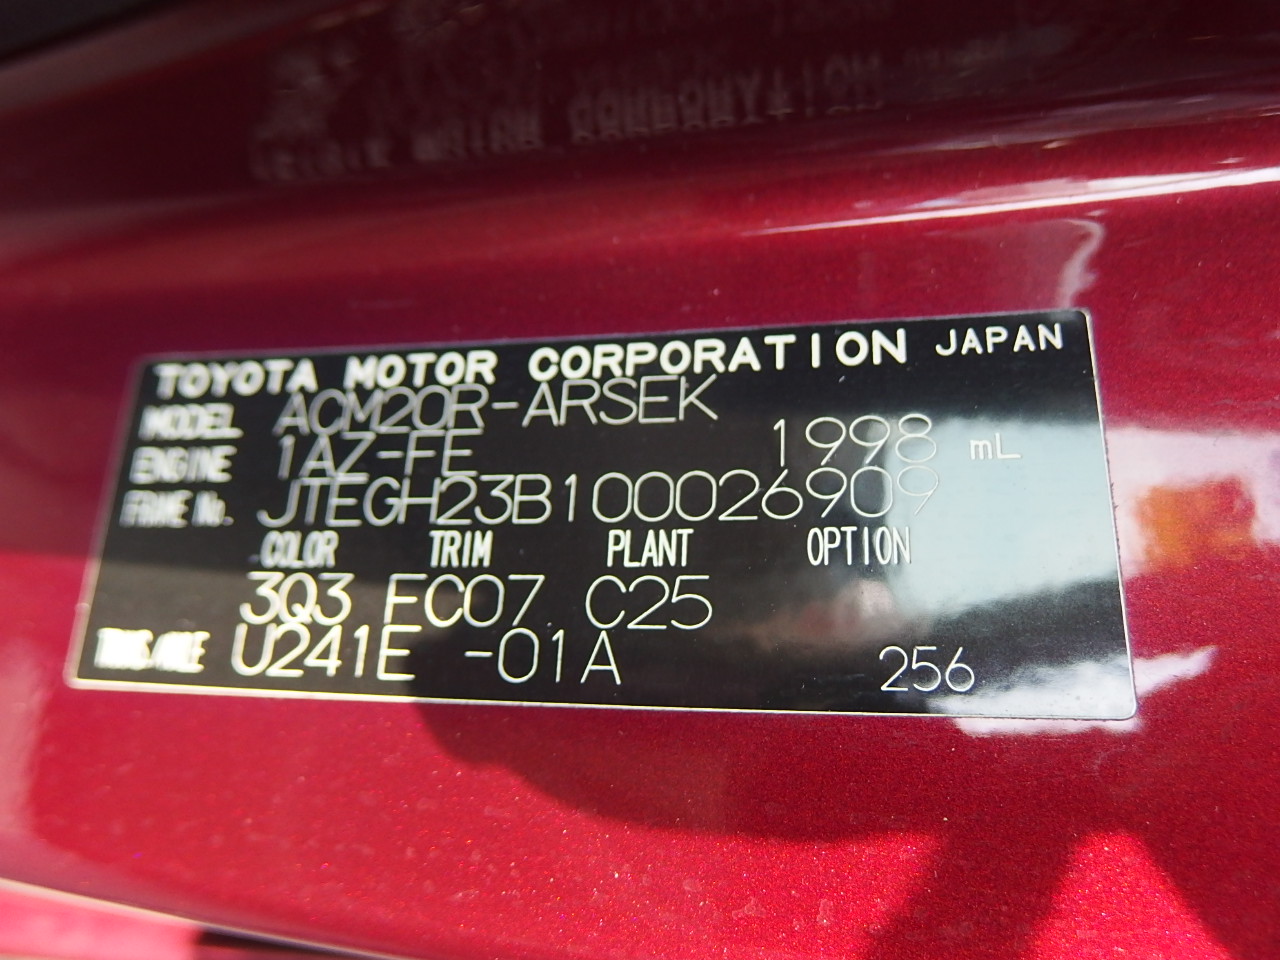 TOYOTA MOTOR CORPORATION JAPAN
MODEL ACM20R-ARSEK
ENGINE 1AZ-FE 1998 mL
FRAME No. JTEGH23B100026909
COLOR TRIM PLANT OPTION
3Q3 FC07 C25
TRANS/AXLE U241E -01A 256